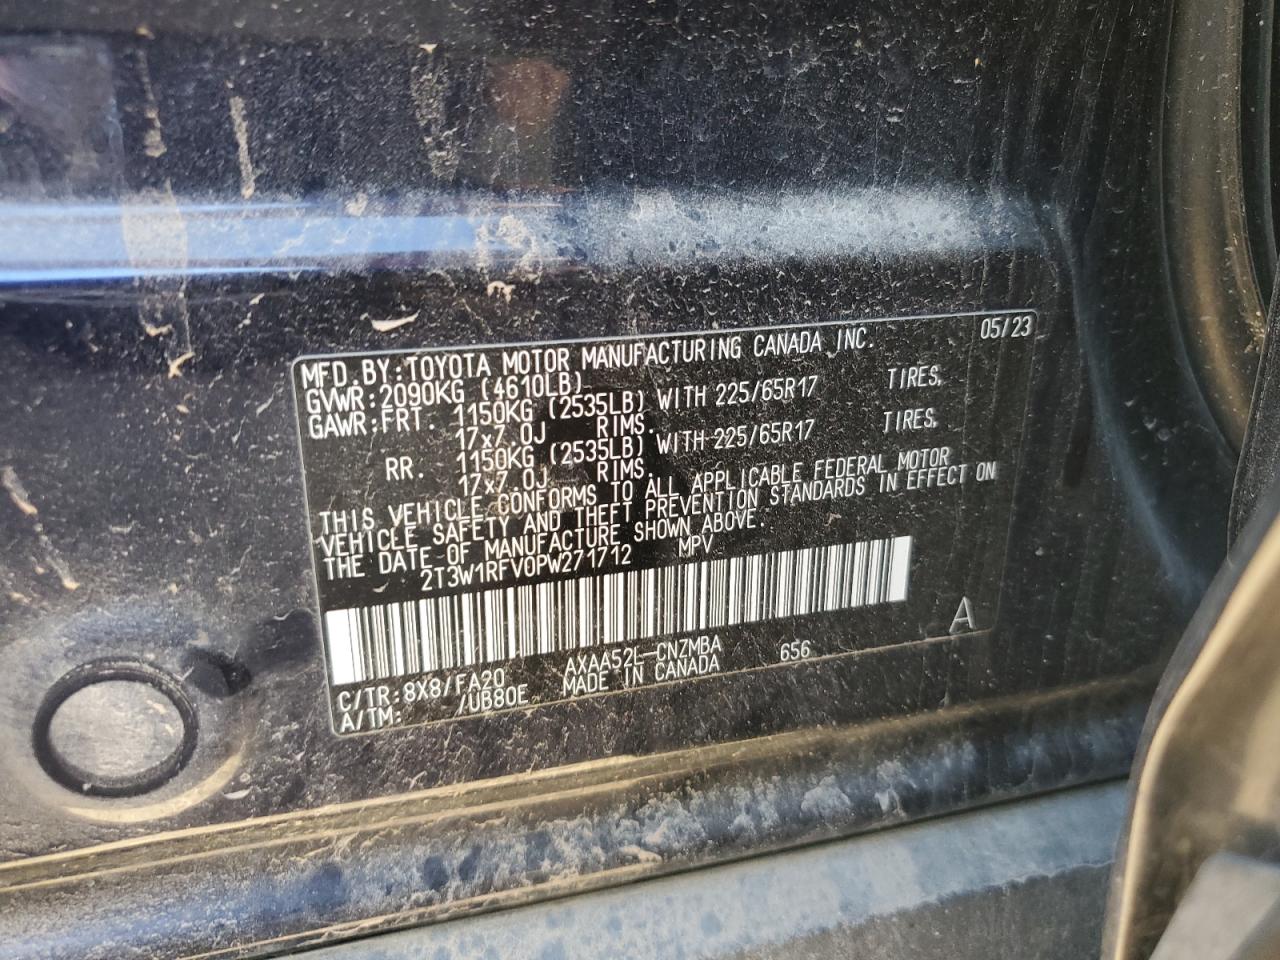 MFD.BY:TOYOTA MOTOR MANUFACTURING CANADA INC. 05/23
GVWR:2090KG (4610LB)
GAWR:FRT. 1150KG (2535LB) WITH 225/65R17 TIRES,
17x7.0J RIMS.
RR. 1150KG (2535LB) WITH 225/65R17 TIRES,
17x7.0J RIMS.
THIS VEHICLE CONFORMS TO ALL APPLICABLE FEDERAL MOTOR
VEHICLE SAFETY AND THEFT PREVENTION STANDARDS IN EFFECT ON
THE DATE OF MANUFACTURE SHOWN ABOVE.
2T3W1RFV0PW271712 MPV
A
C/TR:8X8/FA20 AXAA52L-CNZMBA 656
A/TM: /UB80E MADE IN CANADA